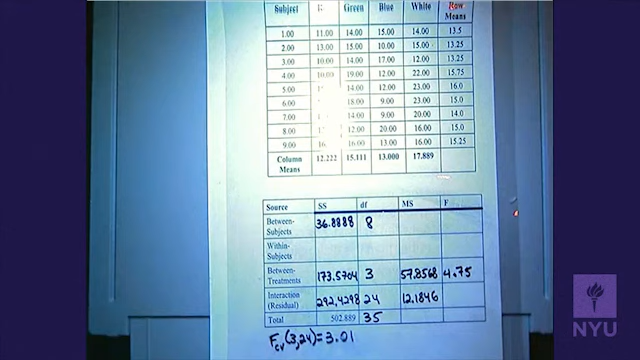 Subject Green Blue White Row Means
1.00 11.00 14.00 15.00 14.00 13.5
2.00 13.00 15.00 10.00 15.00 13.25
3.00 10.00 14.00 17.00 12.00 13.25
4.00 10.00 19.00 12.00 22.00 15.75
5.00 14.00 12.00 23.00 16.0
6.00 18.00 9.00 23.00 15.0
7.00 14.00 9.00 20.00 14.0
8.00 12.00 20.00 16.00 15.0
9.00 16.00 13.00 16.00 15.25
Column Means 12.222 15.111 13.000 17.889
Source SS df MS F
Between-Subjects 36.8888 8
Within-Subjects
Between-Treatments 173.5704 3 57.8568 4.75
Interaction (Residual) 292.4298 24 12.1846
Total 502.889 35
Fcv(3,24)=3.01
NYU